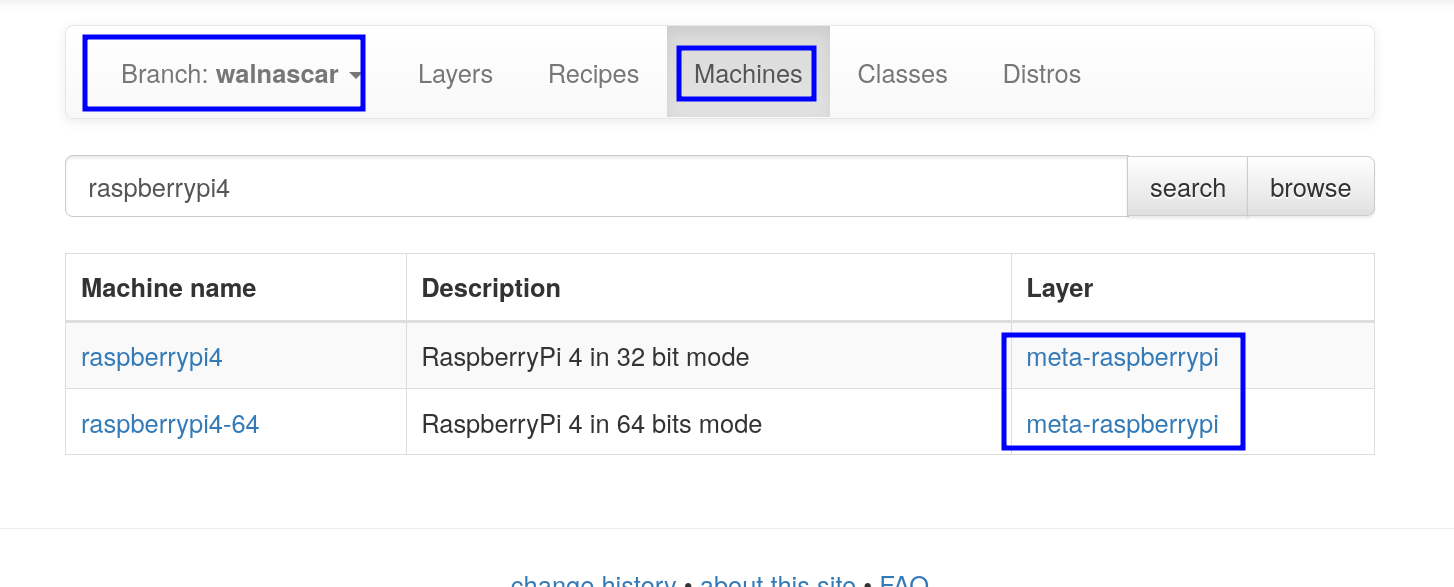 Branch: walnascar Layers Recipes Machines Classes Distros
raspberrypi4 search browse
Machine name Description Layer
raspberrypi4 RaspberryPi 4 in 32 bit mode meta-raspberrypi
raspberrypi4-64 RaspberryPi 4 in 64 bits mode meta-raspberrypi
change history • about this site • FAQ